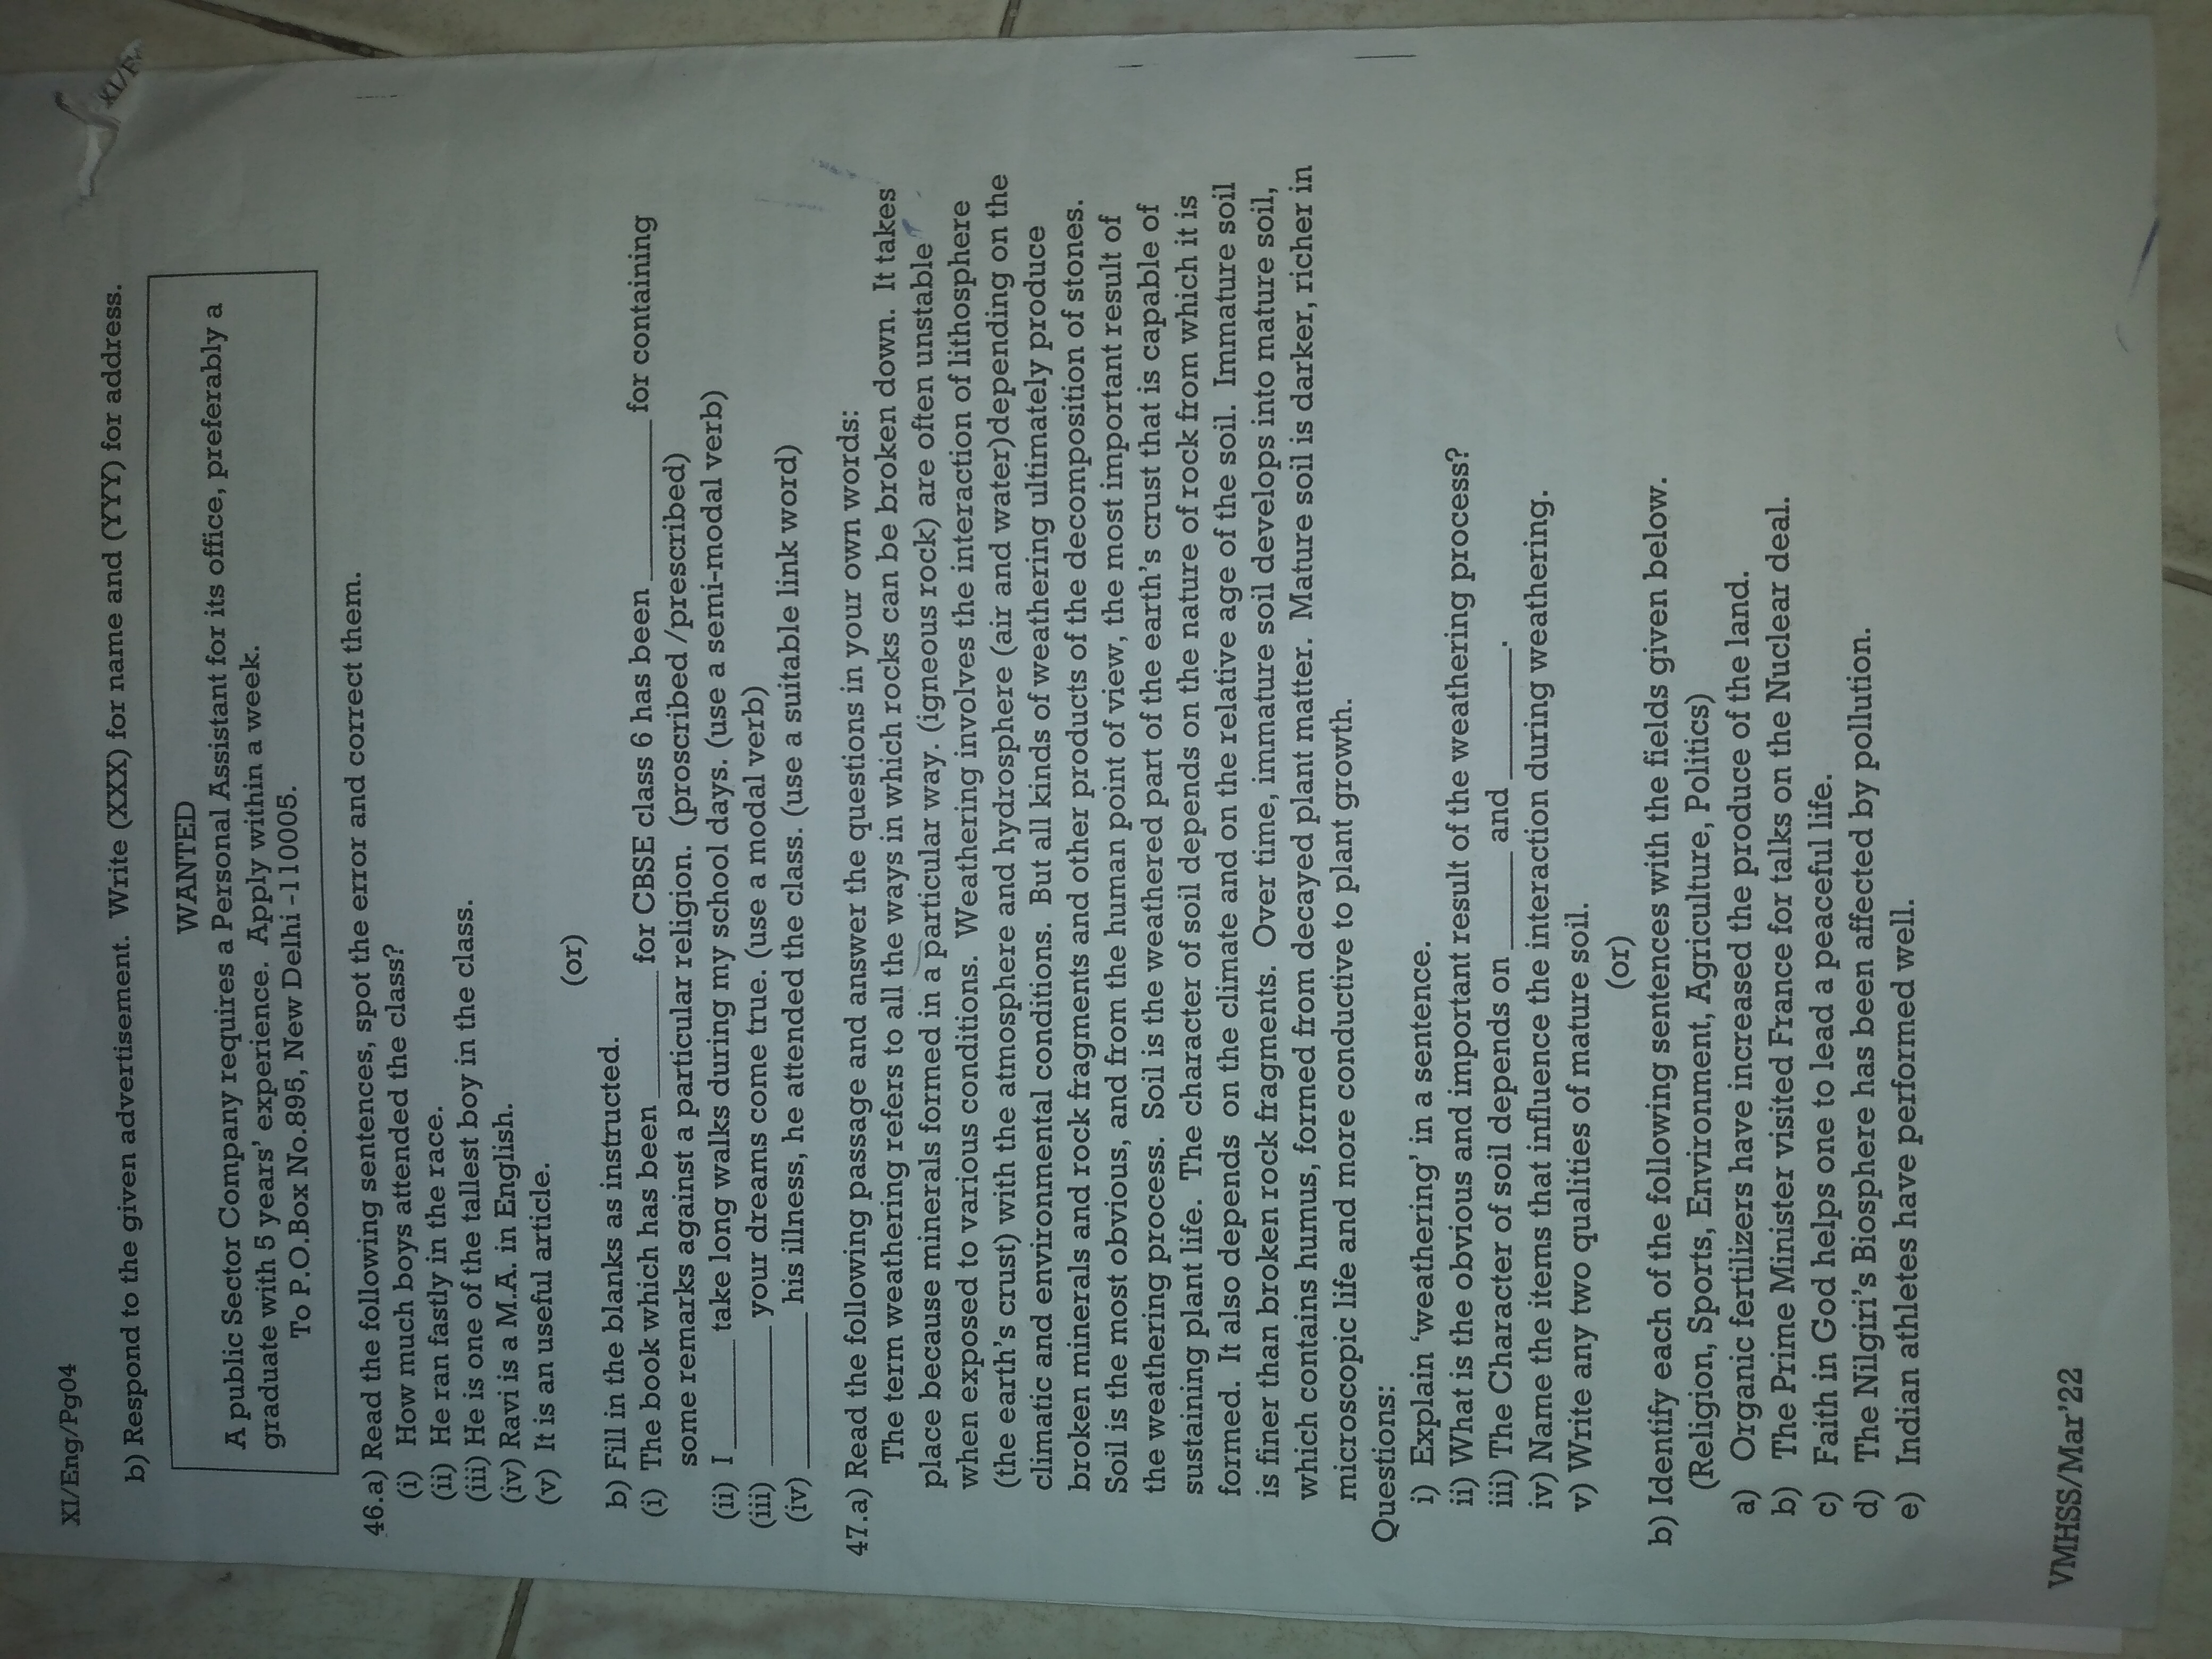 XI/Eng/Pg04
b) Respond to the given advertisement. Write (XXX) for name and (YYY) for address.
WANTED
A public Sector Company requires a Personal Assistant for its office, preferably a
graduate with 5 years' experience. Apply within a week.
To P.O.Box No.895, New Delhi -110005.
46.a) Read the following sentences, spot the error and correct them.
(i) How much boys attended the class?
(ii) He ran fastly in the race.
(iii) He is one of the tallest boy in the class.
(iv) Ravi is a M.A. in English.
(v) It is an useful article.
(or)
b) Fill in the blanks as instructed.
(i) The book which has been ________ for CBSE class 6 has been __________ for containing
some remarks against a particular religion. (proscribed /prescribed)
(ii) I _______ take long walks during my school days. (use a semi-modal verb)
(iii) _________ your dreams come true. (use a modal verb)
(iv) __________ his illness, he attended the class. (use a suitable link word)
47.a) Read the following passage and answer the questions in your own words:
The term weathering refers to all the ways in which rocks can be broken down. It takes
place because minerals formed in a particular way. (igneous rock) are often unstable
when exposed to various conditions. Weathering involves the interaction of lithosphere
(the earth's crust) with the atmosphere and hydrosphere (air and water)depending on the
climatic and environmental conditions. But all kinds of weathering ultimately produce
broken minerals and rock fragments and other products of the decomposition of stones.
Soil is the most obvious, and from the human point of view, the most important result of
the weathering process. Soil is the weathered part of the earth's crust that is capable of
sustaining plant life. The character of soil depends on the nature of rock from which it is
formed. It also depends on the climate and on the relative age of the soil. Immature soil
is finer than broken rock fragments. Over time, immature soil develops into mature soil,
which contains humus, formed from decayed plant matter. Mature soil is darker, richer in
microscopic life and more conductive to plant growth.
Questions:
i) Explain 'weathering' in a sentence.
ii) What is the obvious and important result of the weathering process?
iii) The Character of soil depends on ______ and ________.
iv) Name the items that influence the interaction during weathering.
v) Write any two qualities of mature soil.
(or)
b) Identify each of the following sentences with the fields given below.
(Religion, Sports, Environment, Agriculture, Politics)
a) Organic fertilizers have increased the produce of the land.
b) The Prime Minister visited France for talks on the Nuclear deal.
c) Faith in God helps one to lead a peaceful life.
d) The Nilgiri's Biosphere has been affected by pollution.
e) Indian athletes have performed well.
VMHSS/Mar'22